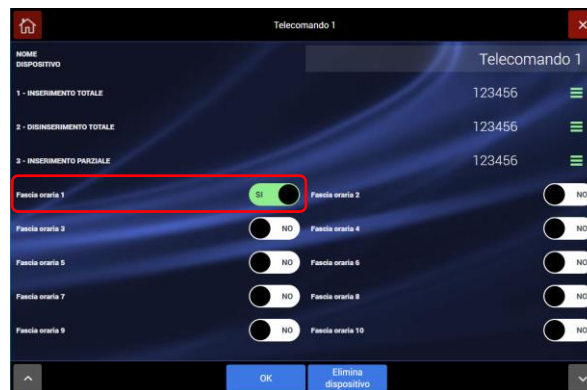 Telecomando 1
NOME
DISPOSITIVO
Telecomando 1
1 - INSERIMENTO TOTALE
123456
2 - DISINSERIMENTO TOTALE
123456
3 - INSERIMENTO PARZIALE
123456
Fascia oraria 1
SI
Fascia oraria 2
NO
Fascia oraria 3
NO
Fascia oraria 4
NO
Fascia oraria 5
NO
Fascia oraria 6
NO
Fascia oraria 7
NO
Fascia oraria 8
NO
Fascia oraria 9
NO
Fascia oraria 10
NO
OK
Elimina
dispositivo